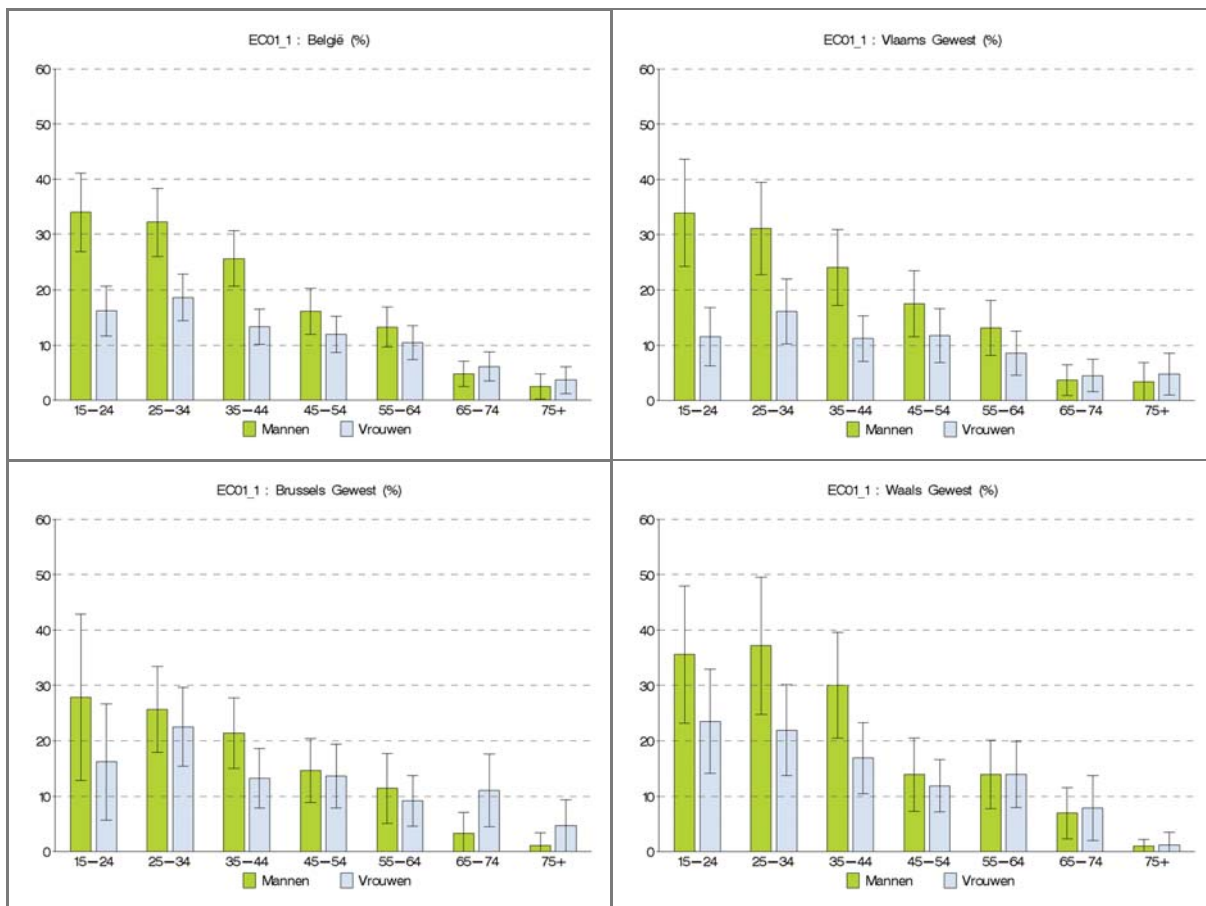 EC01_1 : België (%)
60
50
40
30
20
10
0
15-24 25-34 35-44 45-54 55-64 65-74 75+
Mannen Vrouwen
EC01_1 : Vlaams Gewest (%)
60
50
40
30
20
10
0
15-24 25-34 35-44 45-54 55-64 65-74 75+
Mannen Vrouwen
EC01_1 : Brussels Gewest (%)
60
50
40
30
20
10
0
15-24 25-34 35-44 45-54 55-64 65-74 75+
Mannen Vrouwen
EC01_1 : Waals Gewest (%)
60
50
40
30
20
10
0
15-24 25-34 35-44 45-54 55-64 65-74 75+
Mannen Vrouwen